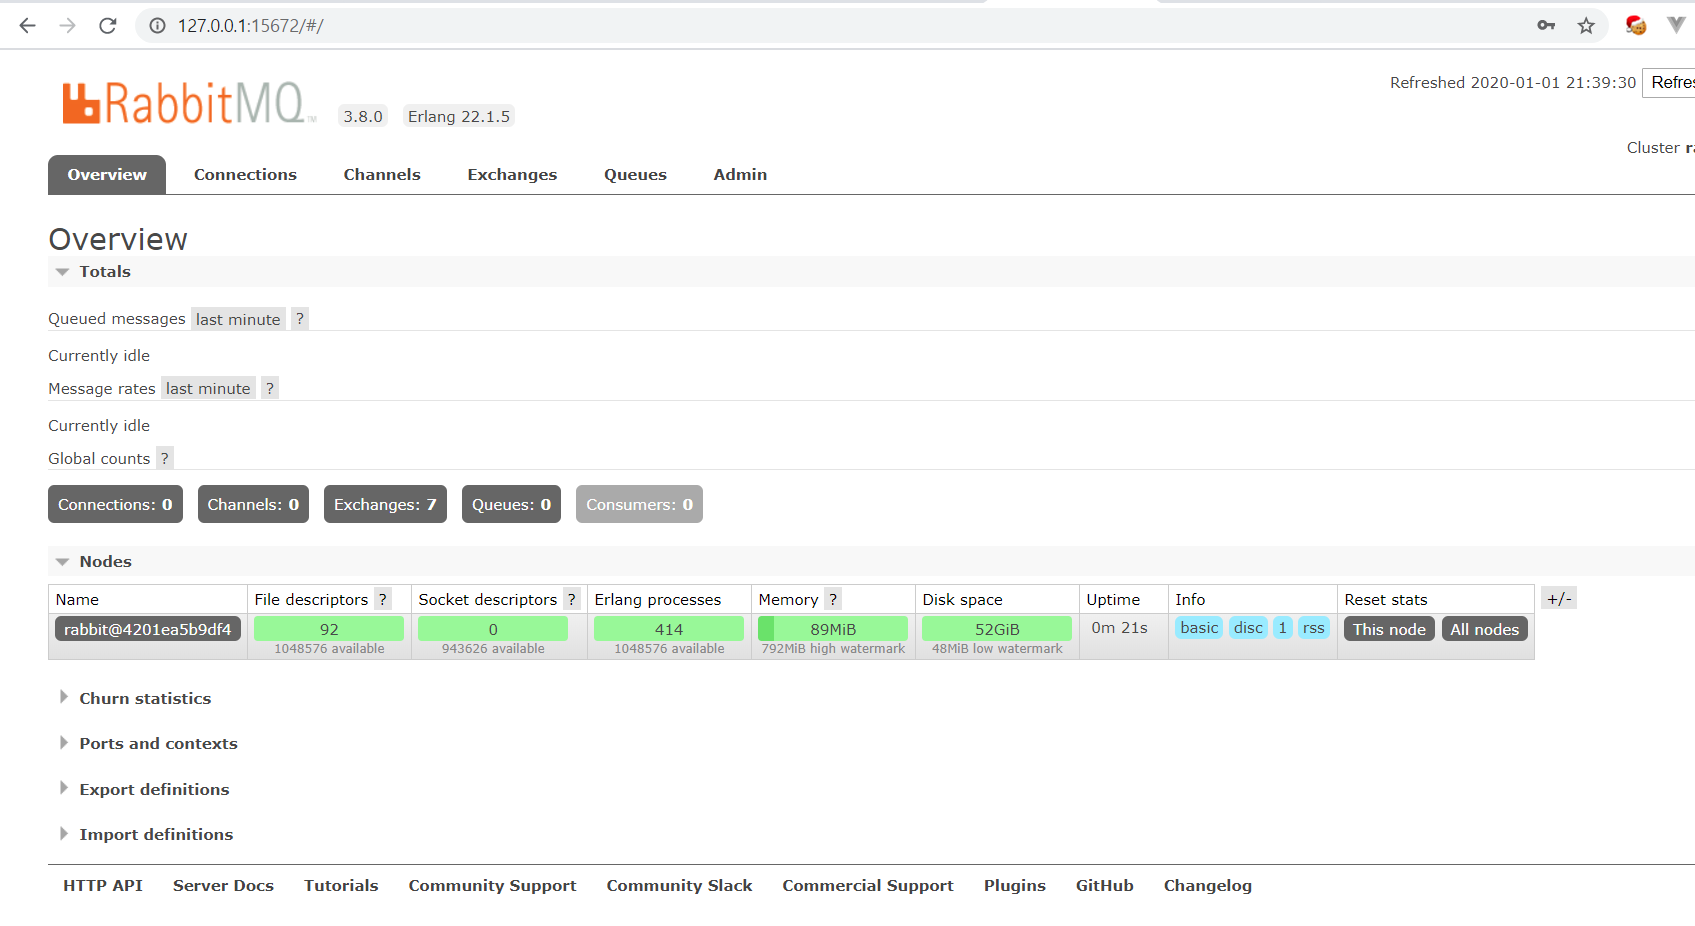 127.0.0.1:15672/#/
Refreshed 2020-01-01 21:39:30 Refres
RabbitMQ TM 3.8.0 Erlang 22.1.5
Cluster ra
Overview Connections Channels Exchanges Queues Admin
Overview
Totals
Queued messages last minute ?
Currently idle
Message rates last minute ?
Currently idle
Global counts ?
Connections: 0 Channels: 0 Exchanges: 7 Queues: 0 Consumers: 0
Nodes
Name File descriptors ? Socket descriptors ? Erlang processes Memory ? Disk space Uptime Info Reset stats +/-
rabbit@4201ea5b9df4 92 0 414 89MiB 52GiB 0m 21s basic disc 1 rss This node All nodes
1048576 available 943626 available 1048576 available 792MiB high watermark 48MiB low watermark
Churn statistics
Ports and contexts
Export definitions
Import definitions
HTTP API Server Docs Tutorials Community Support Community Slack Commercial Support Plugins GitHub Changelog